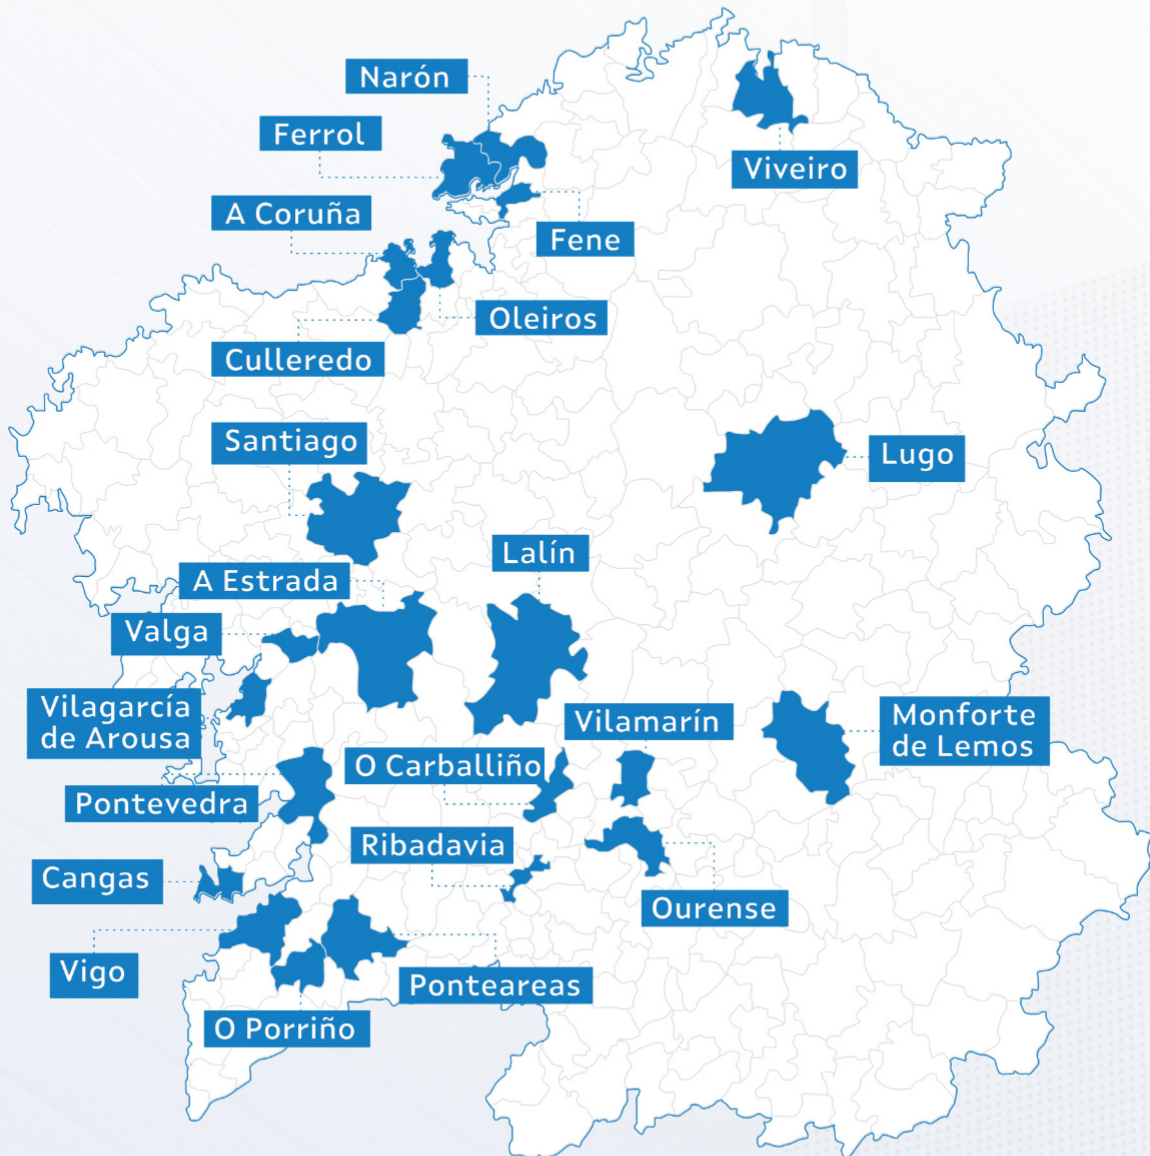 Narón
Ferrol
Viveiro
A Coruña
Fene
Oleiros
Culleredo
Santiago
Lugo
Lalín
A Estrada
Valga
Vilagarcía
de Arousa
Vilamarín
Monforte
de Lemos
O Carballiño
Pontevedra
Ribadavia
Cangas
Ourense
Vigo
Ponteareas
O Porriño